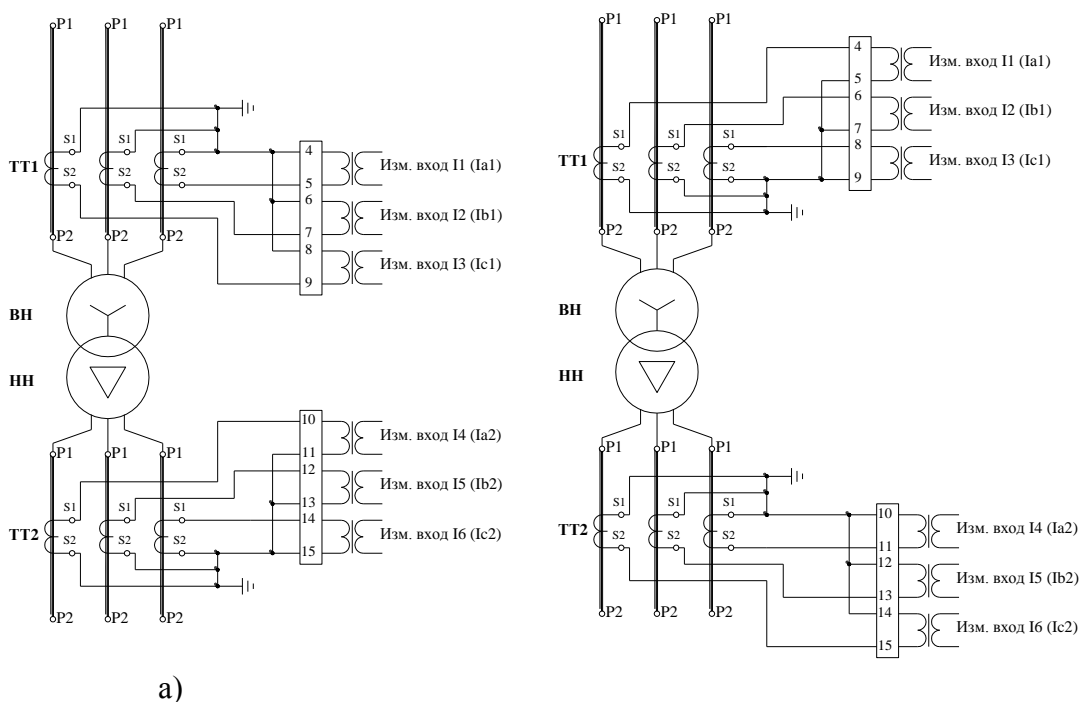 P1 P1 P1
S1 S1 S1
ТТ1
S2 S2 S2
4
Изм. вход I1 (Ia1)
5
6
Изм. вход I2 (Ib1)
7
8
Изм. вход I3 (Ic1)
9
P2 P2 P2
ВН
НН
10
Изм. вход I4 (Ia2)
11
12
Изм. вход I5 (Ib2)
13
14
Изм. вход I6 (Ic2)
15
P1 P1 P1
S1 S1 S1
ТТ2
S2 S2 S2
P2 P2 P2
а)
P1 P1 P1
4
Изм. вход I1 (Ia1)
5
6
Изм. вход I2 (Ib1)
7
8
Изм. вход I3 (Ic1)
9
S1 S1 S1
ТТ1
S2 S2 S2
P2 P2 P2
ВН
НН
P1 P1 P1
S1 S1 S1
ТТ2
S2 S2 S2
10
Изм. вход I4 (Ia2)
11
12
Изм. вход I5 (Ib2)
13
14
Изм. вход I6 (Ic2)
15
P2 P2 P2